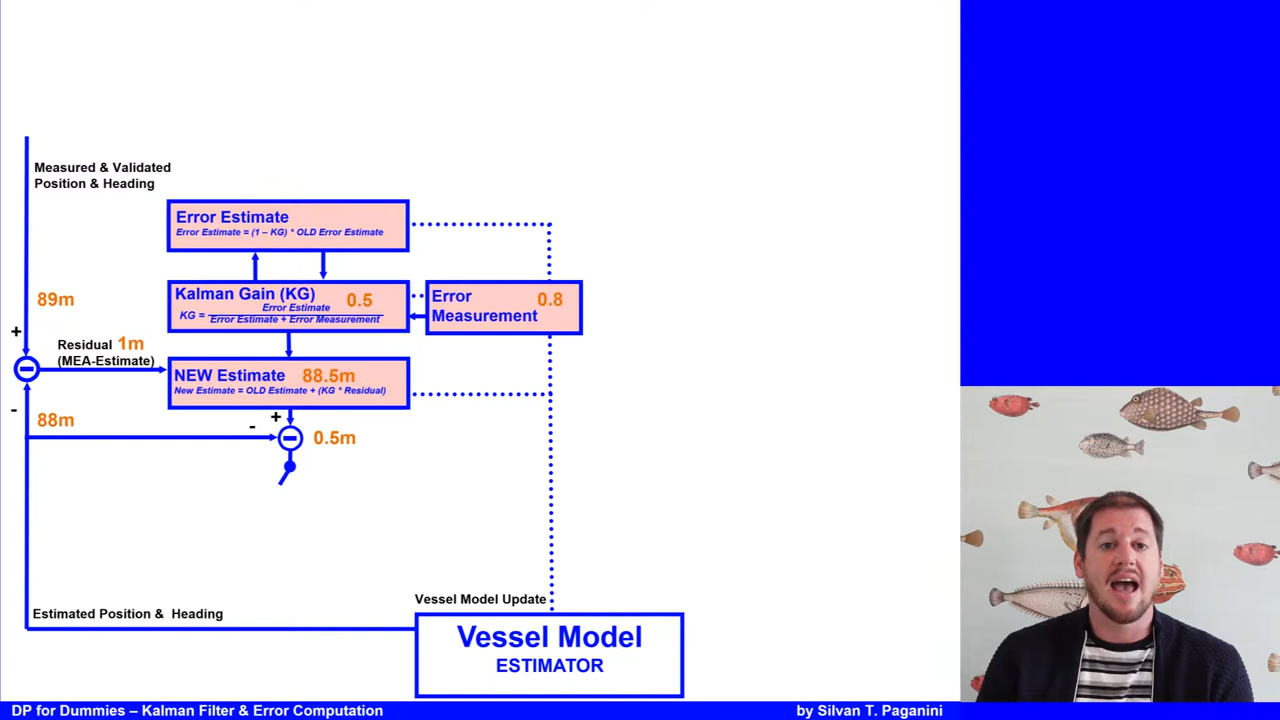 Measured & Validated
Position & Heading
Error Estimate
Error Estimate = (1 – KG) * OLD Error Estimate
Kalman Gain (KG) 0.5
KG = Error Estimate
Error Estimate + Error Measurement
Error 0.8
Measurement
89m
+
Residual 1m
(MEA-Estimate)
NEW Estimate 88.5m
New Estimate = OLD Estimate + (KG * Residual)
-
88m
+
-
0.5m
Vessel Model Update
Estimated Position & Heading
Vessel Model
ESTIMATOR
DP for Dummies – Kalman Filter & Error Computation
by Silvan T. Paganini